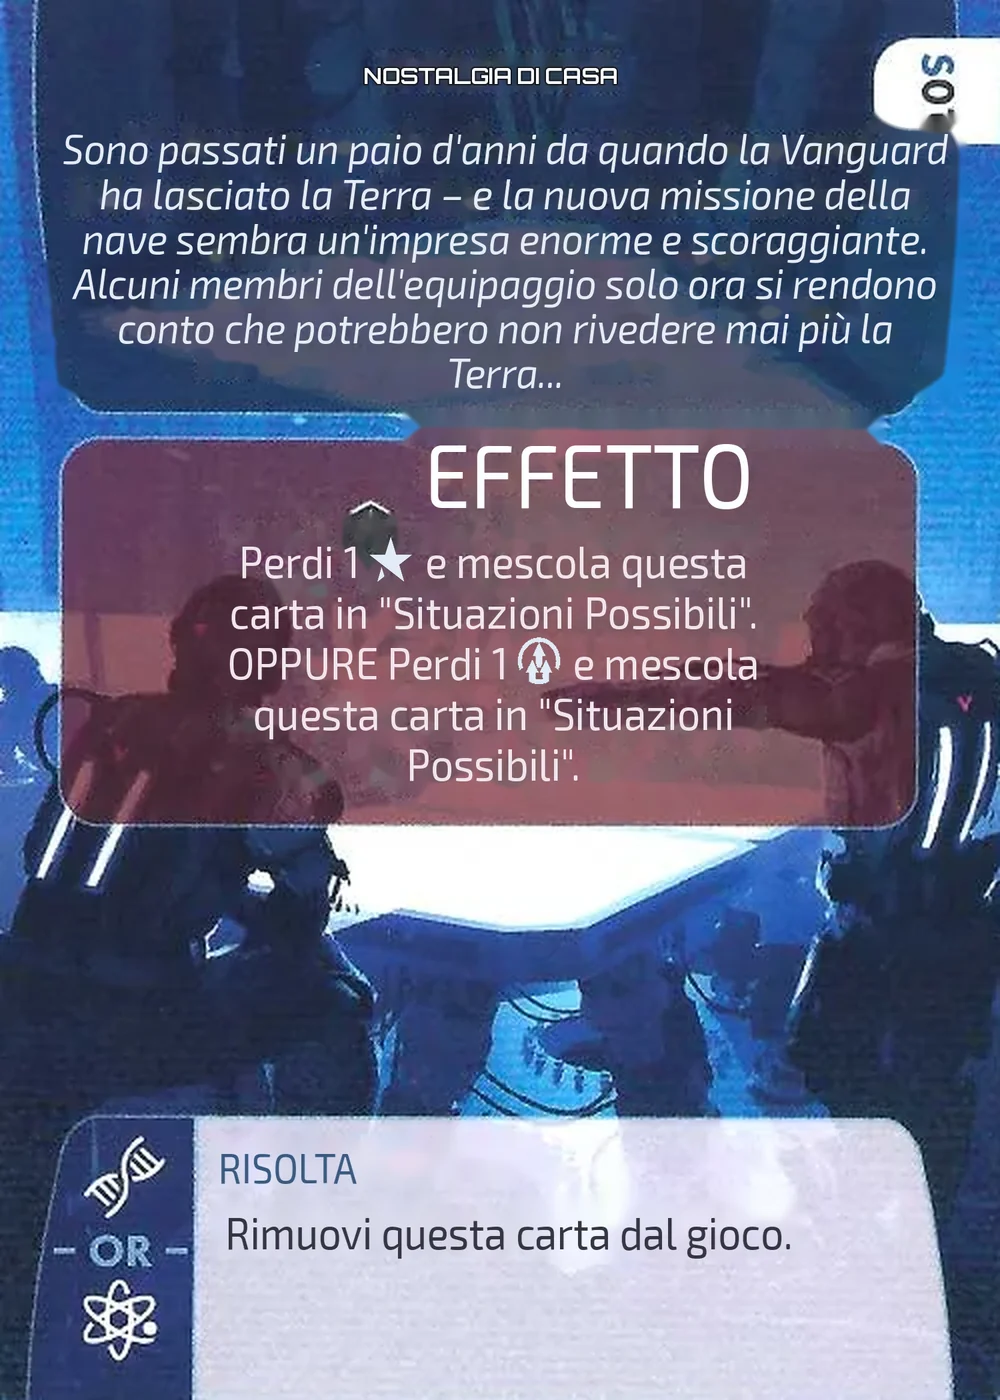 NOSTALGIA DI CASA
SOL
Sono passati un paio d'anni da quando la Vanguard
ha lasciato la Terra – e la nuova missione della
nave sembra un'impresa enorme e scoraggiante.
Alcuni membri dell'equipaggio solo ora si rendono
conto che potrebbero non rivedere mai più la
Terra...
EFFETTO
Perdi 1 e mescola questa
carta in "Situazioni Possibili".
OPPURE Perdi 1 e mescola
questa carta in "Situazioni
Possibili".
RISOLTA
Rimuovi questa carta dal gioco.
- OR -